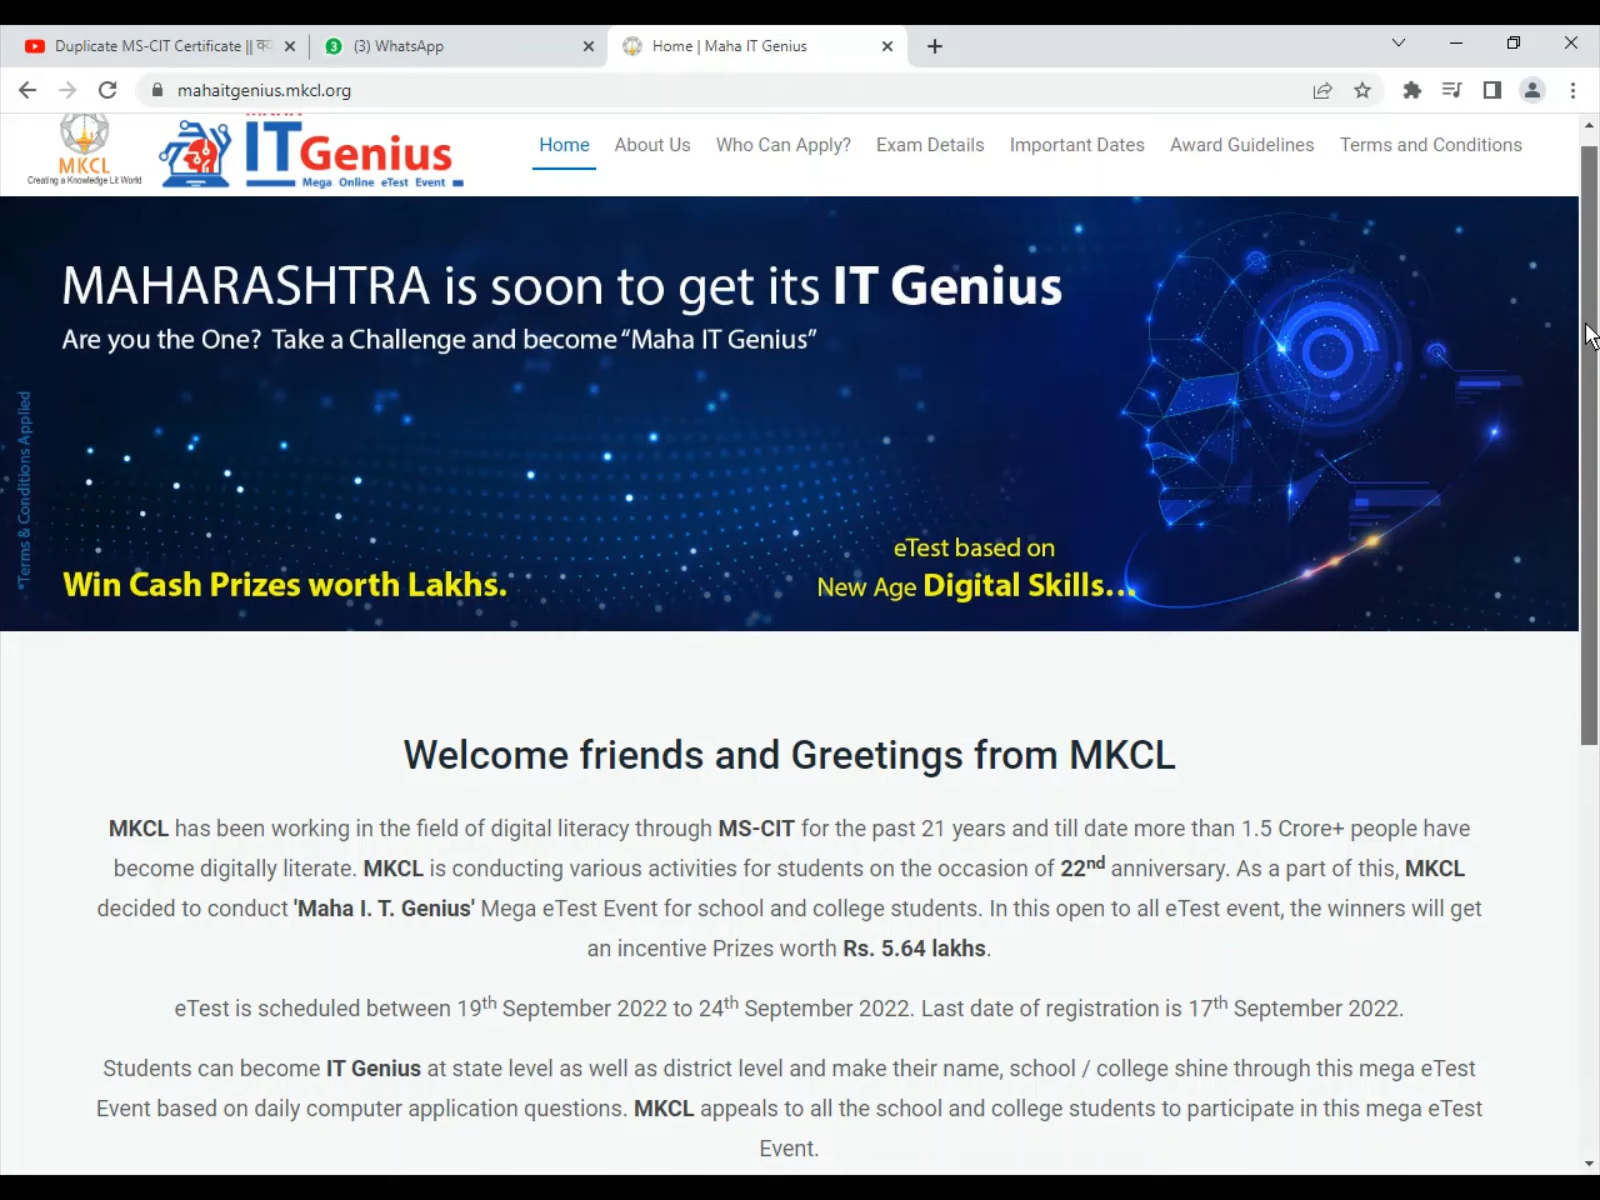 Duplicate MS-CIT Certificate ||
3 (3) WhatsApp
Home | Maha IT Genius
mahaitgenius.mkcl.org
MKCL
Creating a Knowledge Lit World
ITGenius
Mega Online eTest Event
Home About Us Who Can Apply? Exam Details Important Dates Award Guidelines Terms and Conditions
MAHARASHTRA is soon to get its IT Genius
Are you the One? Take a Challenge and become “Maha IT Genius”
*Terms & Conditions Applied
eTest based on
Win Cash Prizes worth Lakhs.
New Age Digital Skills...
Welcome friends and Greetings from MKCL
MKCL has been working in the field of digital literacy through MS-CIT for the past 21 years and till date more than 1.5 Crore+ people have
become digitally literate. MKCL is conducting various activities for students on the occasion of 22nd anniversary. As a part of this, MKCL
decided to conduct 'Maha I. T. Genius' Mega eTest Event for school and college students. In this open to all eTest event, the winners will get
an incentive Prizes worth Rs. 5.64 lakhs.
eTest is scheduled between 19th September 2022 to 24th September 2022. Last date of registration is 17th September 2022.
Students can become IT Genius at state level as well as district level and make their name, school / college shine through this mega eTest
Event based on daily computer application questions. MKCL appeals to all the school and college students to participate in this mega eTest
Event.